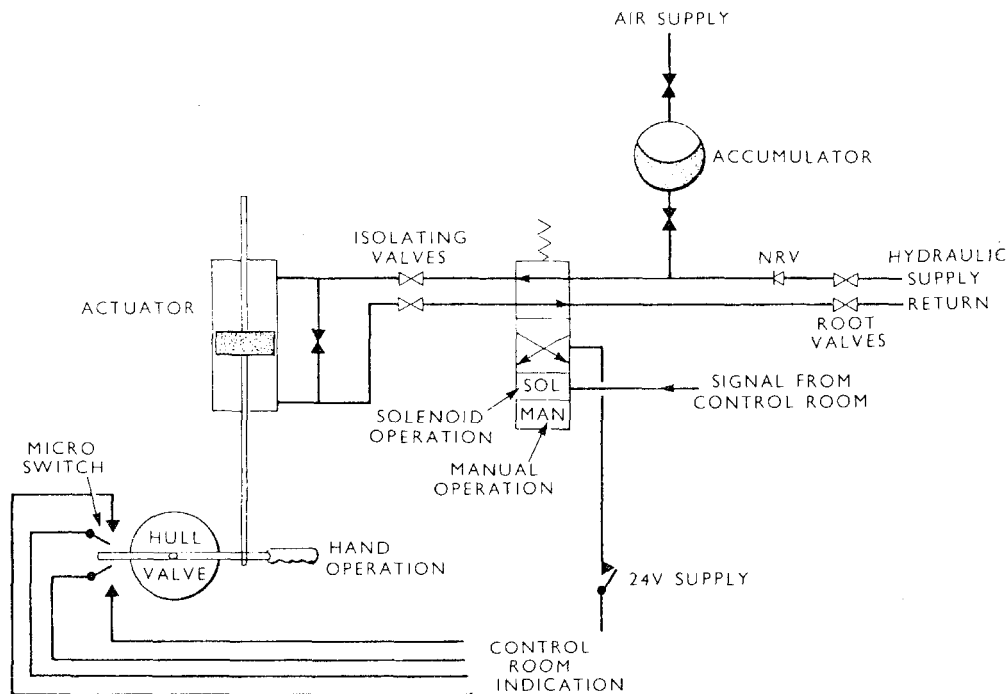 AIR SUPPLY
ACCUMULATOR
ISOLATING
VALVES
NRV
HYDRAULIC
SUPPLY
RETURN
ACTUATOR
ROOT
VALVES
SOL
SIGNAL FROM
CONTROL ROOM
SOLENOID
OPERATION
MAN
MICRO
SWITCH
MANUAL
OPERATION
HULL
VALVE
HAND
OPERATION
24V SUPPLY
CONTROL
ROOM
INDICATION